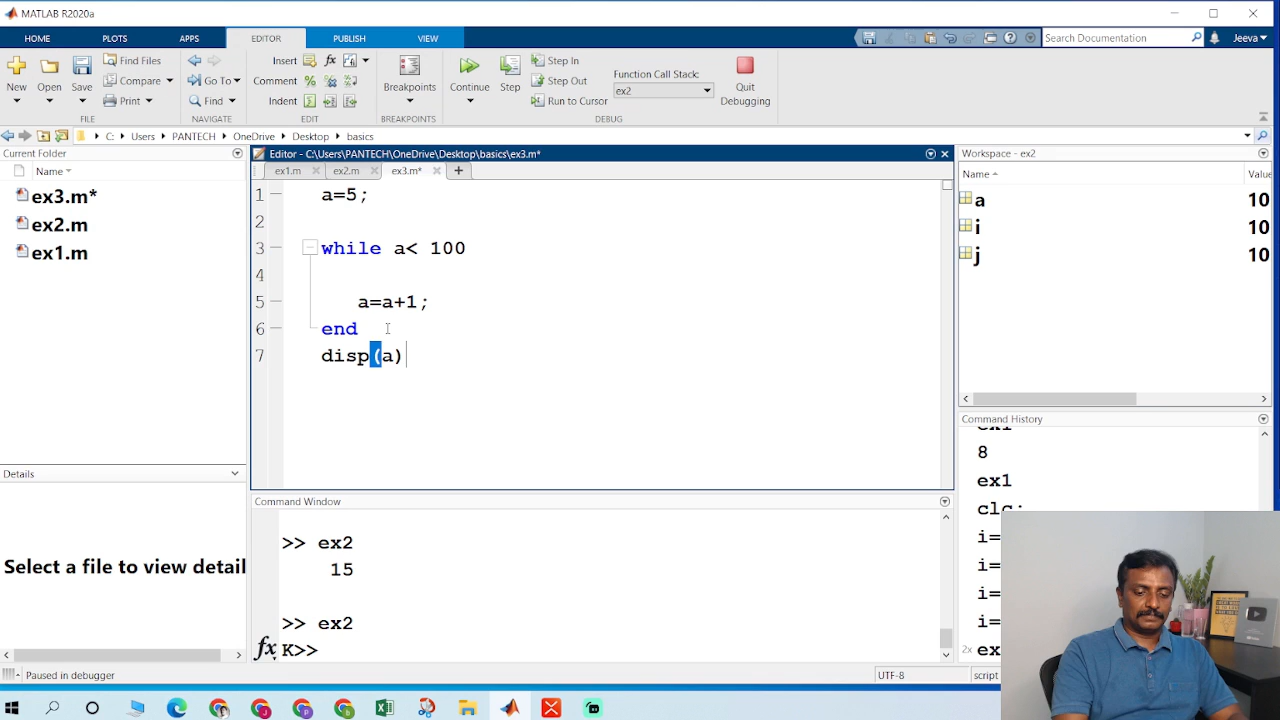 MATLAB R2020a
HOME PLOTS APPS EDITOR PUBLISH VIEW Search Documentation Jeeva
New Open Save Find Files Compare Print
FILE
Go To Find
NAVIGATE
Insert fx
Comment %
Indent
EDIT
Breakpoints
BREAKPOINTS
Continue Step Step In Step Out Run to Cursor
Function Call Stack:
ex2
Quit Debugging
DEBUG
C: Users PANTECH OneDrive Desktop basics
Current Folder
Name
ex3.m*
ex2.m
ex1.m
Details
Select a file to view detail
Editor - C:\Users\PANTECH\OneDrive\Desktop\basics\ex3.m*
ex1.m ex2.m ex3.m* +
1 a=5;
2
3 while a< 100
4
5 a=a+1;
6 end
7 disp(a)
Command Window
>> ex2
15
>> ex2
fx K>>
Workspace - ex2
Name Value
a 10
i 10
j 10
Command History
8
ex1
clc;
i=
i=
i=
i=
2x ex
Paused in debugger UTF-8 script